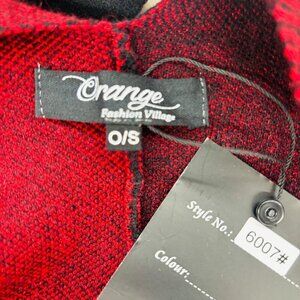 Orange
Fashion Village
O/S
Style No.:
6007#
Colour: